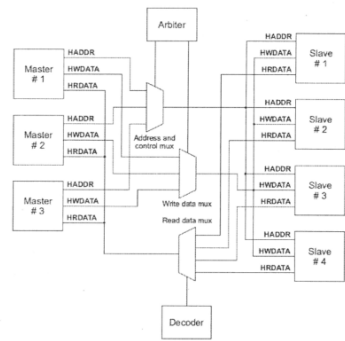 Arbiter
Master
# 1
HADDR
HWDATA
HRDATA
Master
# 2
HADDR
HWDATA
HRDATA
Master
# 3
HADDR
HWDATA
HRDATA
Address and
control mux
Write data mux
Read data mux
Decoder
HADDR
HWDATA
HRDATA
Slave
# 1
HADDR
HWDATA
HRDATA
Slave
# 2
HADDR
HWDATA
HRDATA
Slave
# 3
HADDR
HWDATA
HRDATA
Slave
# 4